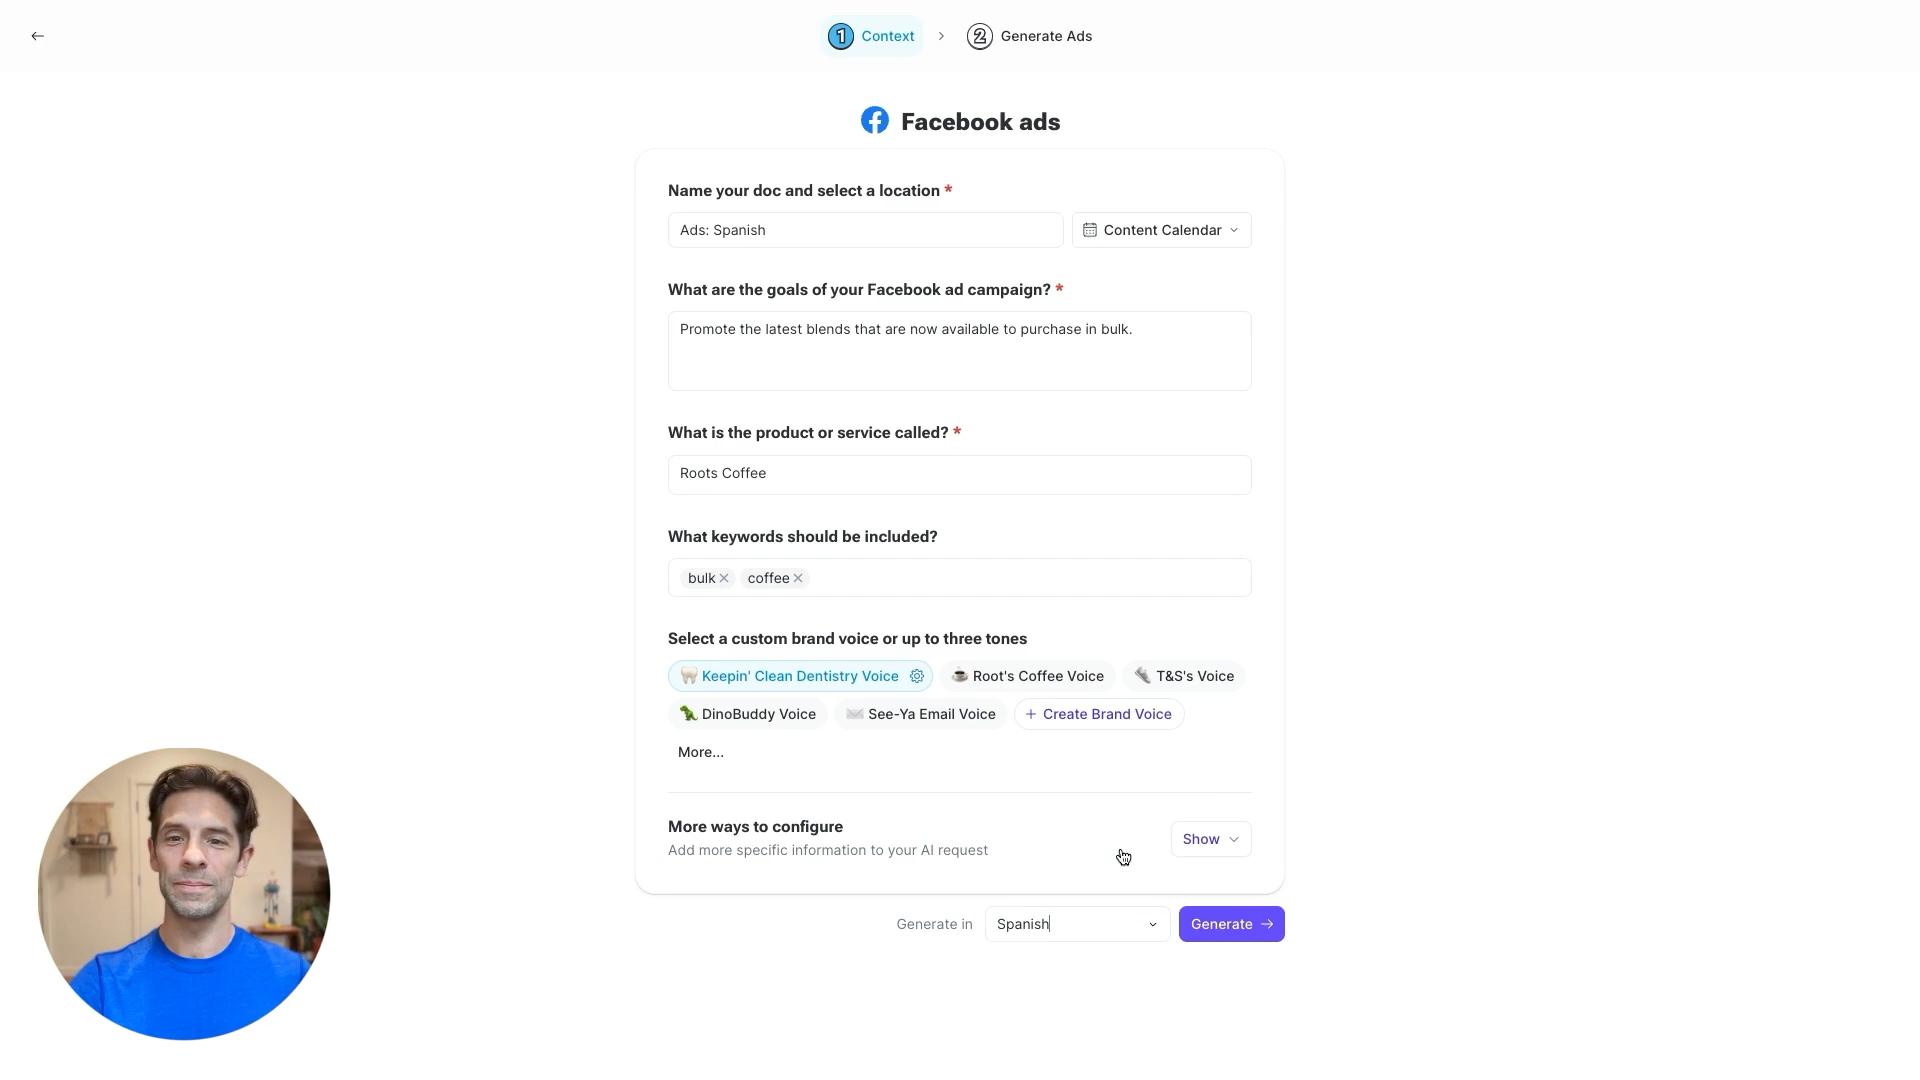 1 Context > 2 Generate Ads
Facebook ads
Name your doc and select a location *
Ads: Spanish
Content Calendar
What are the goals of your Facebook ad campaign? *
Promote the latest blends that are now available to purchase in bulk.
What is the product or service called? *
Roots Coffee
What keywords should be included?
bulk × coffee ×
Select a custom brand voice or up to three tones
Keepin' Clean Dentistry Voice Root's Coffee Voice T&S's Voice
DinoBuddy Voice See-Ya Email Voice + Create Brand Voice
More...
More ways to configure
Add more specific information to your AI request
Show
Generate in Spanish Generate →